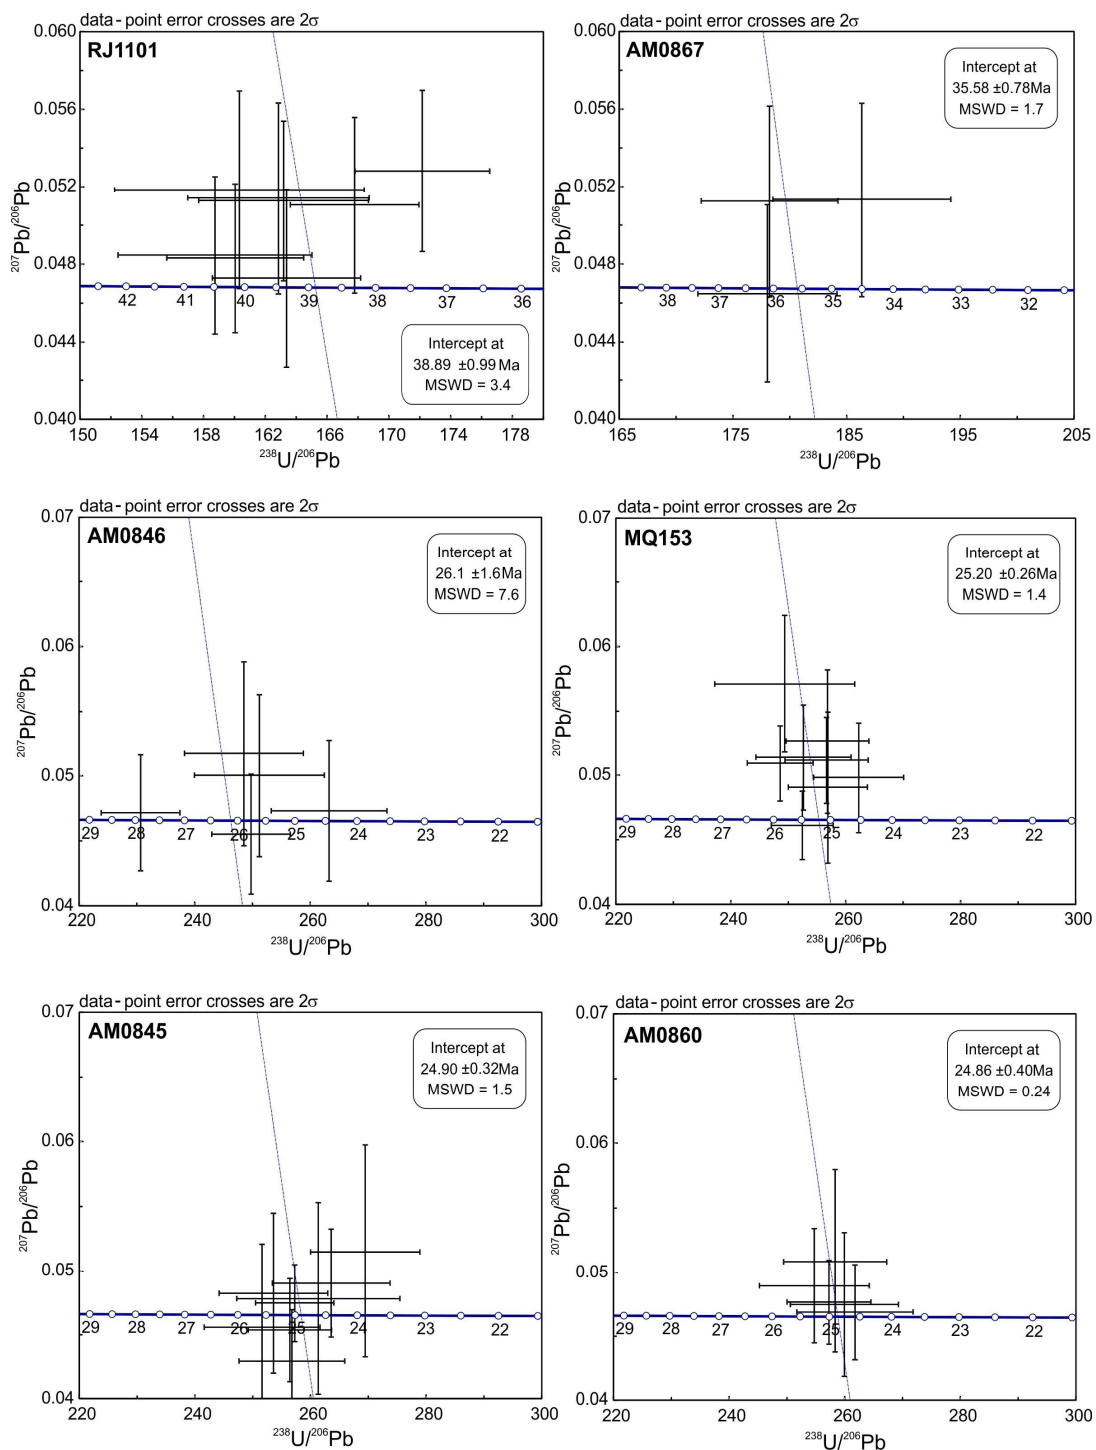 data-point error crosses are 2σ
RJ1101
0.060
0.056
0.052
0.048
0.044
0.040
207Pb/206Pb
42 41 40 39 38 37 36
Intercept at
38.89 ±0.99Ma
MSWD = 3.4
150 154 158 162 166 170 174 178
238U/206Pb
data-point error crosses are 2σ
AM0867
0.060
0.056
0.052
0.048
0.044
0.040
207Pb/206Pb
Intercept at
35.58 ±0.78Ma
MSWD = 1.7
38 37 36 35 34 33 32
165 175 185 195 205
238U/206Pb
data-point error crosses are 2σ
AM0846
0.07
0.06
0.05
0.04
207Pb/206Pb
Intercept at
26.1 ±1.6Ma
MSWD = 7.6
29 28 27 26 25 24 23 22
220 240 260 280 300
238U/206Pb
data-point error crosses are 2σ
MQ153
0.07
0.06
0.05
0.04
207Pb/206Pb
Intercept at
25.20 ±0.26Ma
MSWD = 1.4
29 28 27 26 25 24 23 22
220 240 260 280 300
238U/206Pb
data-point error crosses are 2σ
AM0845
0.07
0.06
0.05
0.04
207Pb/206Pb
Intercept at
24.90 ±0.32Ma
MSWD = 1.5
29 28 27 26 25 24 23 22
220 240 260 280 300
238U/206Pb
data-point error crosses are 2σ
AM0860
0.07
0.06
0.05
0.04
207Pb/206Pb
Intercept at
24.86 ±0.40Ma
MSWD = 0.24
29 28 27 26 25 24 23 22
220 240 260 280 300
238U/206Pb